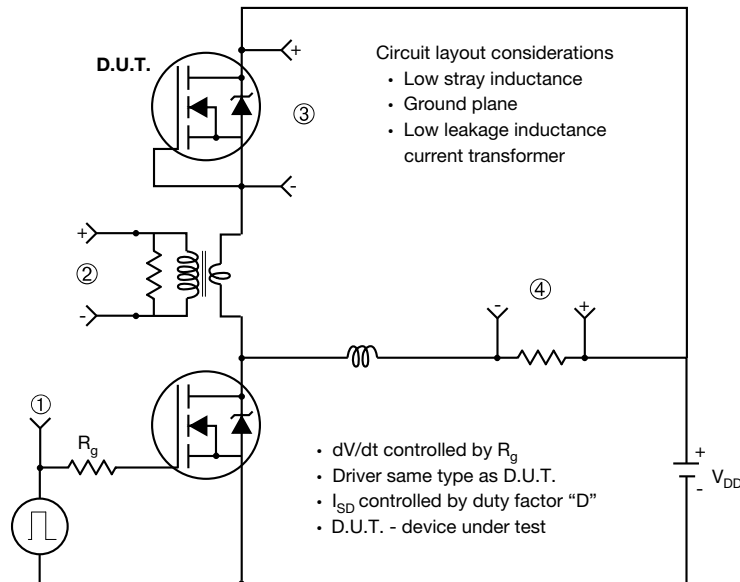 D.U.T.
+
Circuit layout considerations
• Low stray inductance
• Ground plane
• Low leakage inductance
current transformer
③
-
+
②
-
④
- +
①
R_g
• dV/dt controlled by R_g
• Driver same type as D.U.T.
• I_SD controlled by duty factor “D”
• D.U.T. - device under test
+
V_DD
-